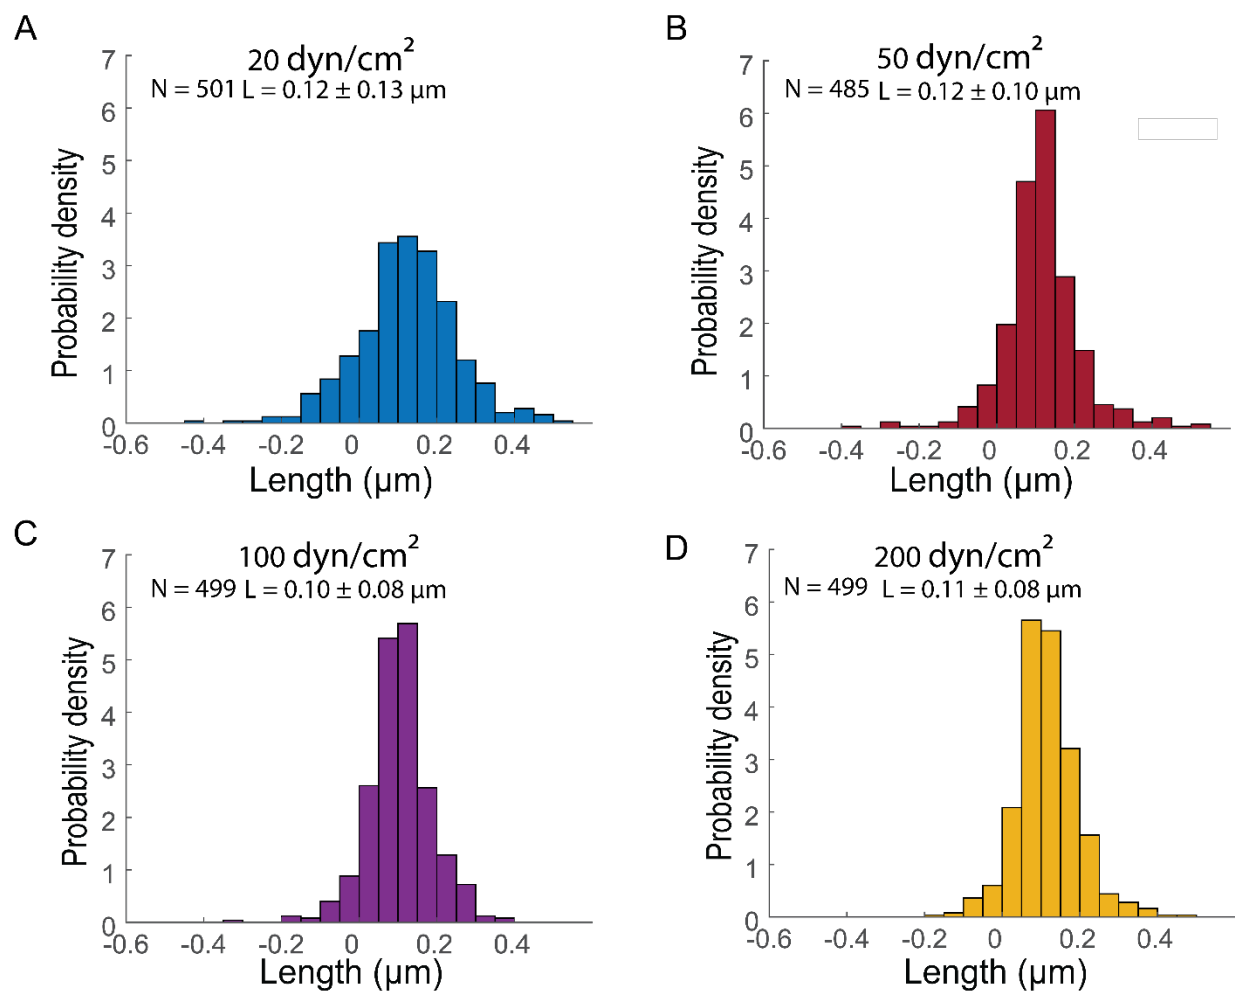 A
20 dyn/cm²
N = 501 L = 0.12 ± 0.13 µm
7
6
5
4
3
2
1
0
Probability density
-0.6
-0.4
-0.2
0
0.2
0.4
Length (µm)
B
50 dyn/cm²
N = 485 L = 0.12 ± 0.10 µm
7
6
5
4
3
2
1
0
Probability density
-0.6
-0.4
-0.2
0
0.2
0.4
Length (µm)
C
100 dyn/cm²
N = 499 L = 0.10 ± 0.08 µm
7
6
5
4
3
2
1
0
Probability density
-0.6
-0.4
-0.2
0
0.2
0.4
Length (µm)
D
200 dyn/cm²
N = 499 L = 0.11 ± 0.08 µm
7
6
5
4
3
2
1
0
Probability density
-0.6
-0.4
-0.2
0
0.2
0.4
Length (µm)